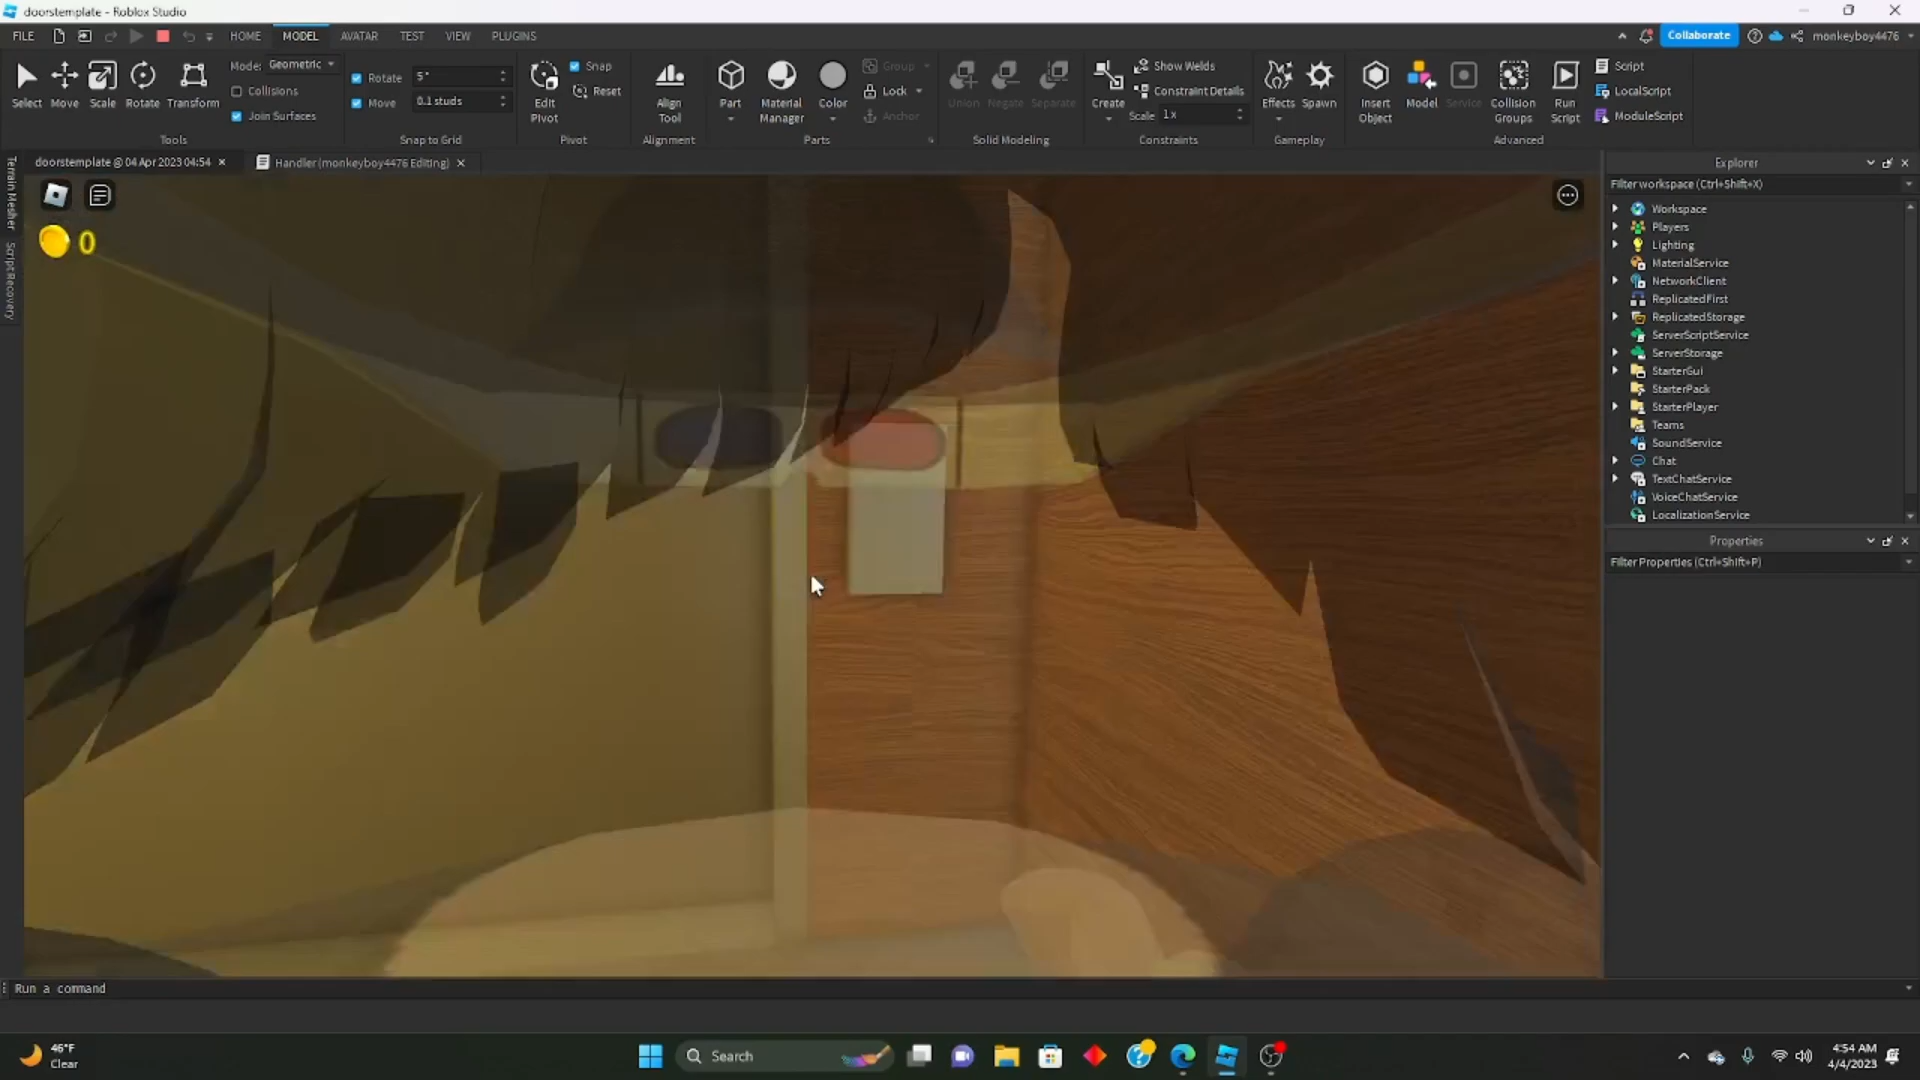 doorstemplate - Roblox Studio
FILE HOME MODEL AVATAR TEST VIEW PLUGINS Collaborate monkeyboy4476
Select Move Scale Rotate Transform
Mode: Geometric
Collisions
Join Surfaces
Tools
Rotate 5°
Move 0.1 studs
Snap to Grid
Edit Pivot
Snap
Reset
Pivot
Align Tool
Alignment
Part Material Manager Color
Group
Lock
Anchor
Parts
Union Negate Separate
Solid Modeling
Create
Show Welds
Constraint Details
Scale 1x
Constraints
Effects Spawn
Gameplay
Insert Object Model Service Collision Groups Run Script
Script
LocalScript
ModuleScript
Advanced
doorstemplate @ 04 Apr 2023 04:54
Handler (monkeyboy4476 Editing)
Terrain Mesher
Script Recovery
0
Explorer
Filter workspace (Ctrl+Shift+X)
Workspace
Players
Lighting
MaterialService
NetworkClient
ReplicatedFirst
ReplicatedStorage
ServerScriptService
ServerStorage
StarterGui
StarterPack
StarterPlayer
Teams
SoundService
Chat
TextChatService
VoiceChatService
LocalizationService
Properties
Filter Properties (Ctrl+Shift+P)
Run a command
46°F
Clear
Search
4:54 AM
4/4/2023